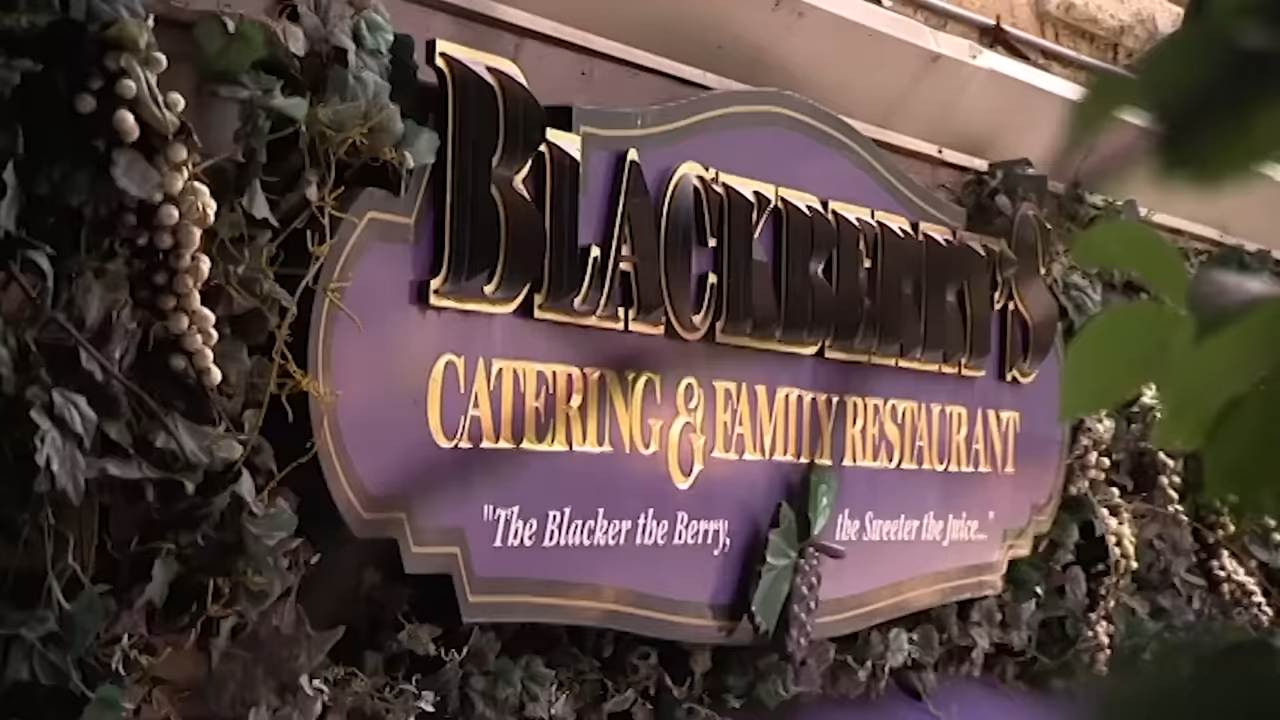 BLACKBERRY'S
CATERING & FAMILY RESTAURANT
"The Blacker the Berry, the Sweeter the Juice..."